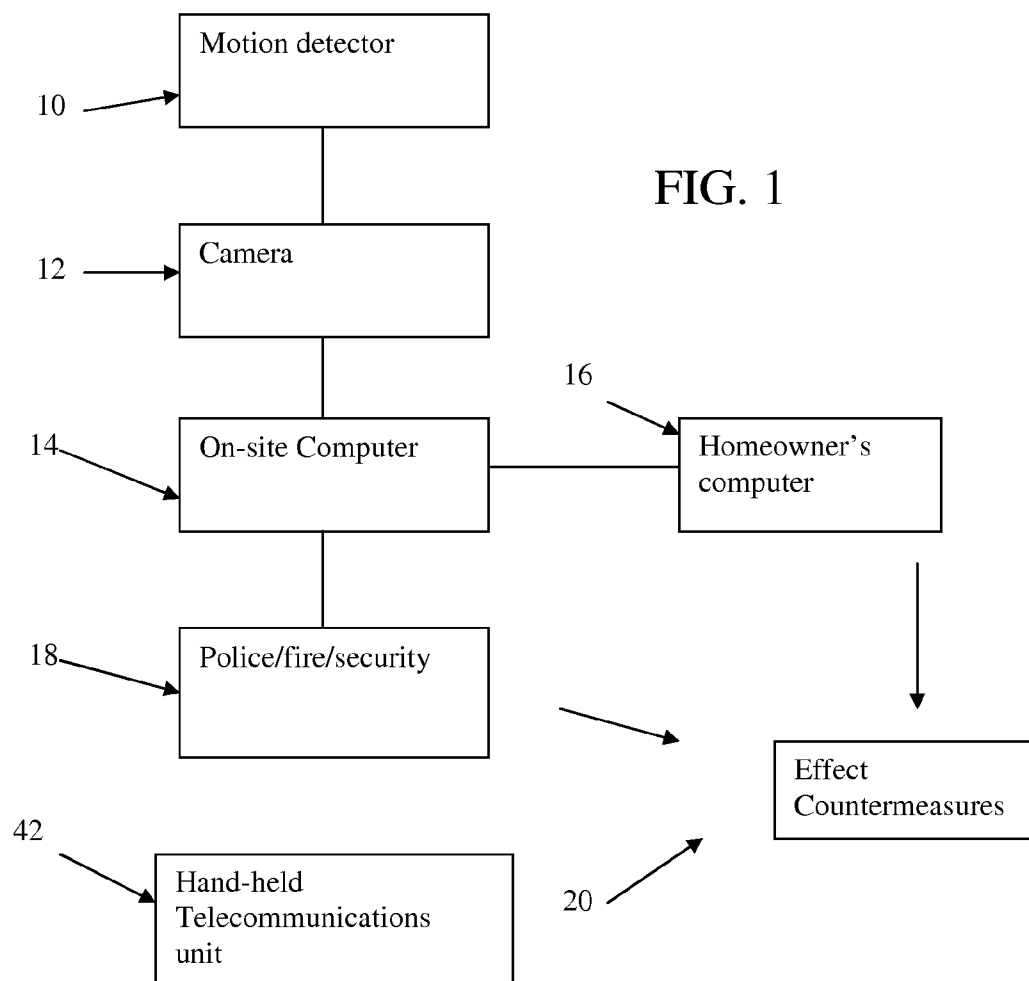 Motion detector
10
FIG. 1
Camera
12
16
On-site Computer
14
Homeowner’s
computer
Police/fire/security
18
Effect
Countermeasures
42
Hand-held
Telecommunications
unit
20